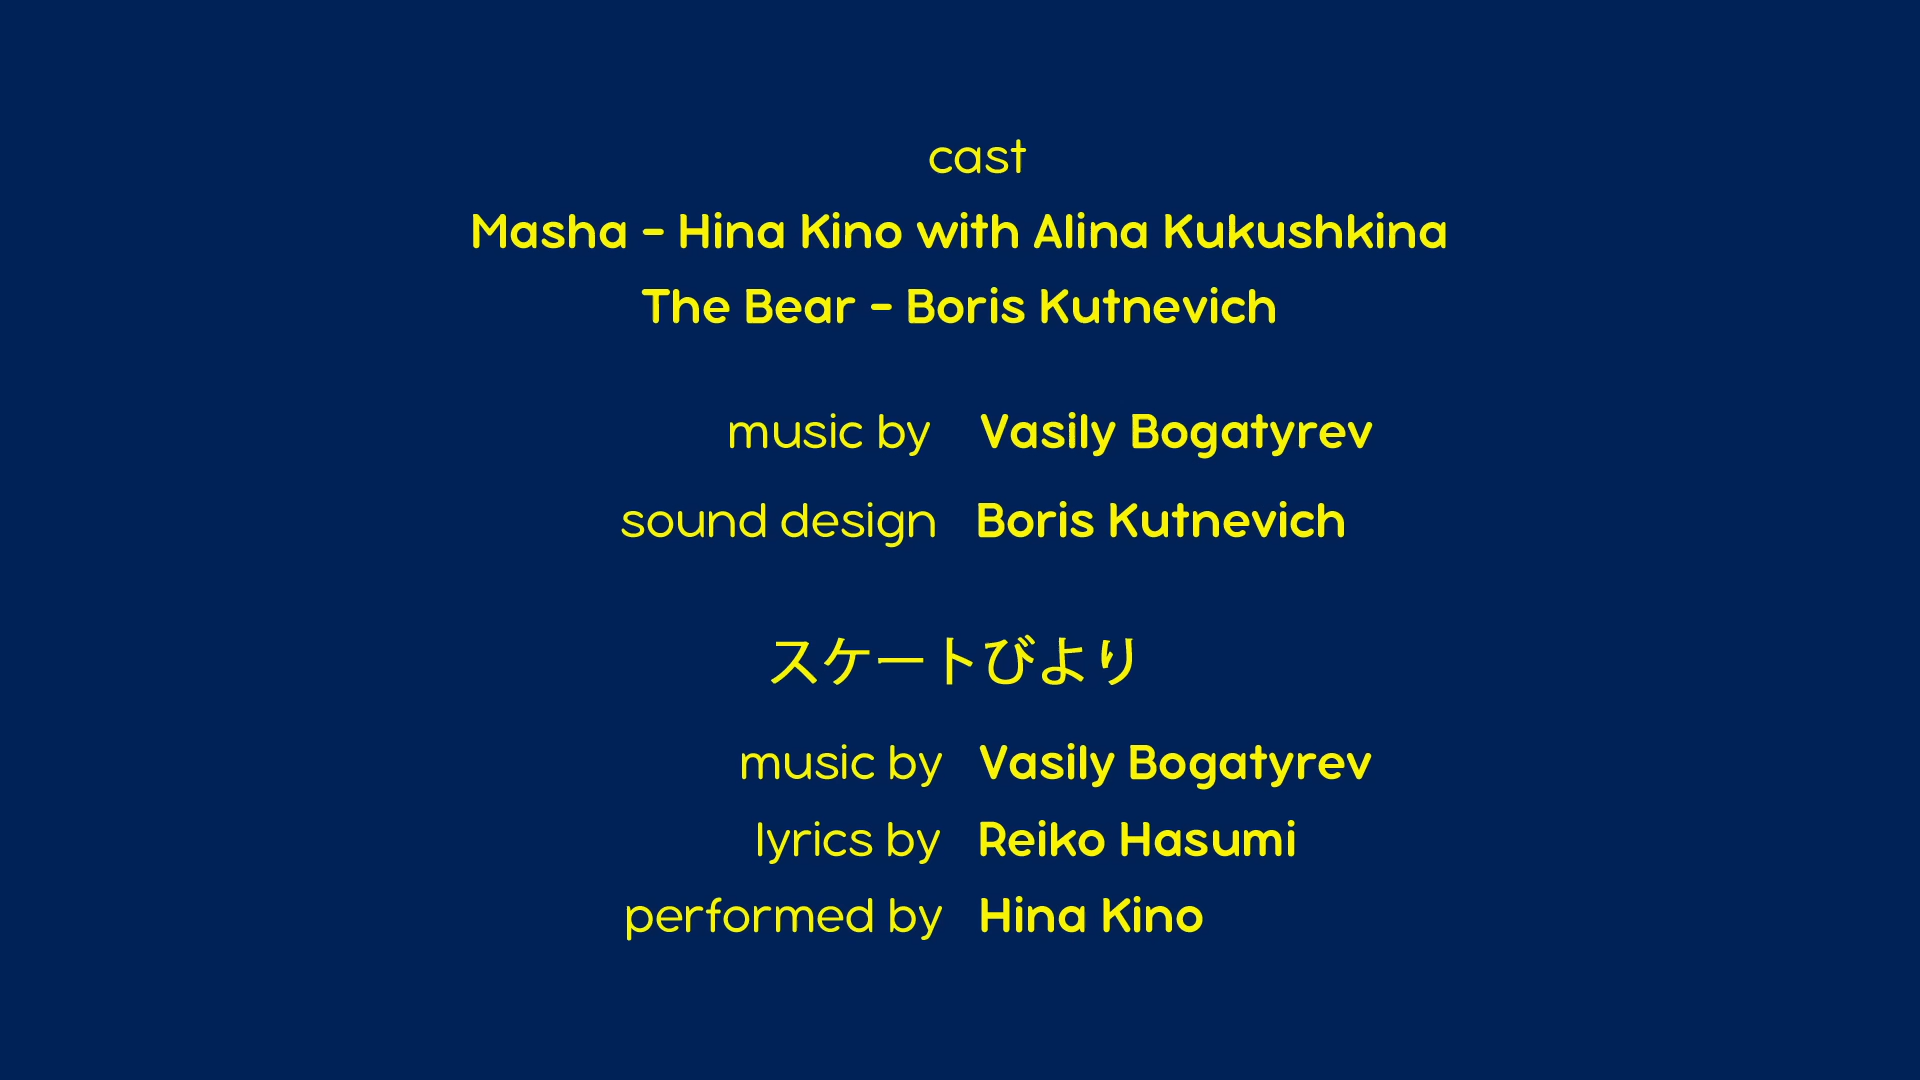 cast
Masha - Hina Kino with Alina Kukushkina
The Bear - Boris Kutnevich
music by Vasily Bogatyrev
sound design Boris Kutnevich
スケートびより
music by Vasily Bogatyrev
lyrics by Reiko Hasumi
performed by Hina Kino